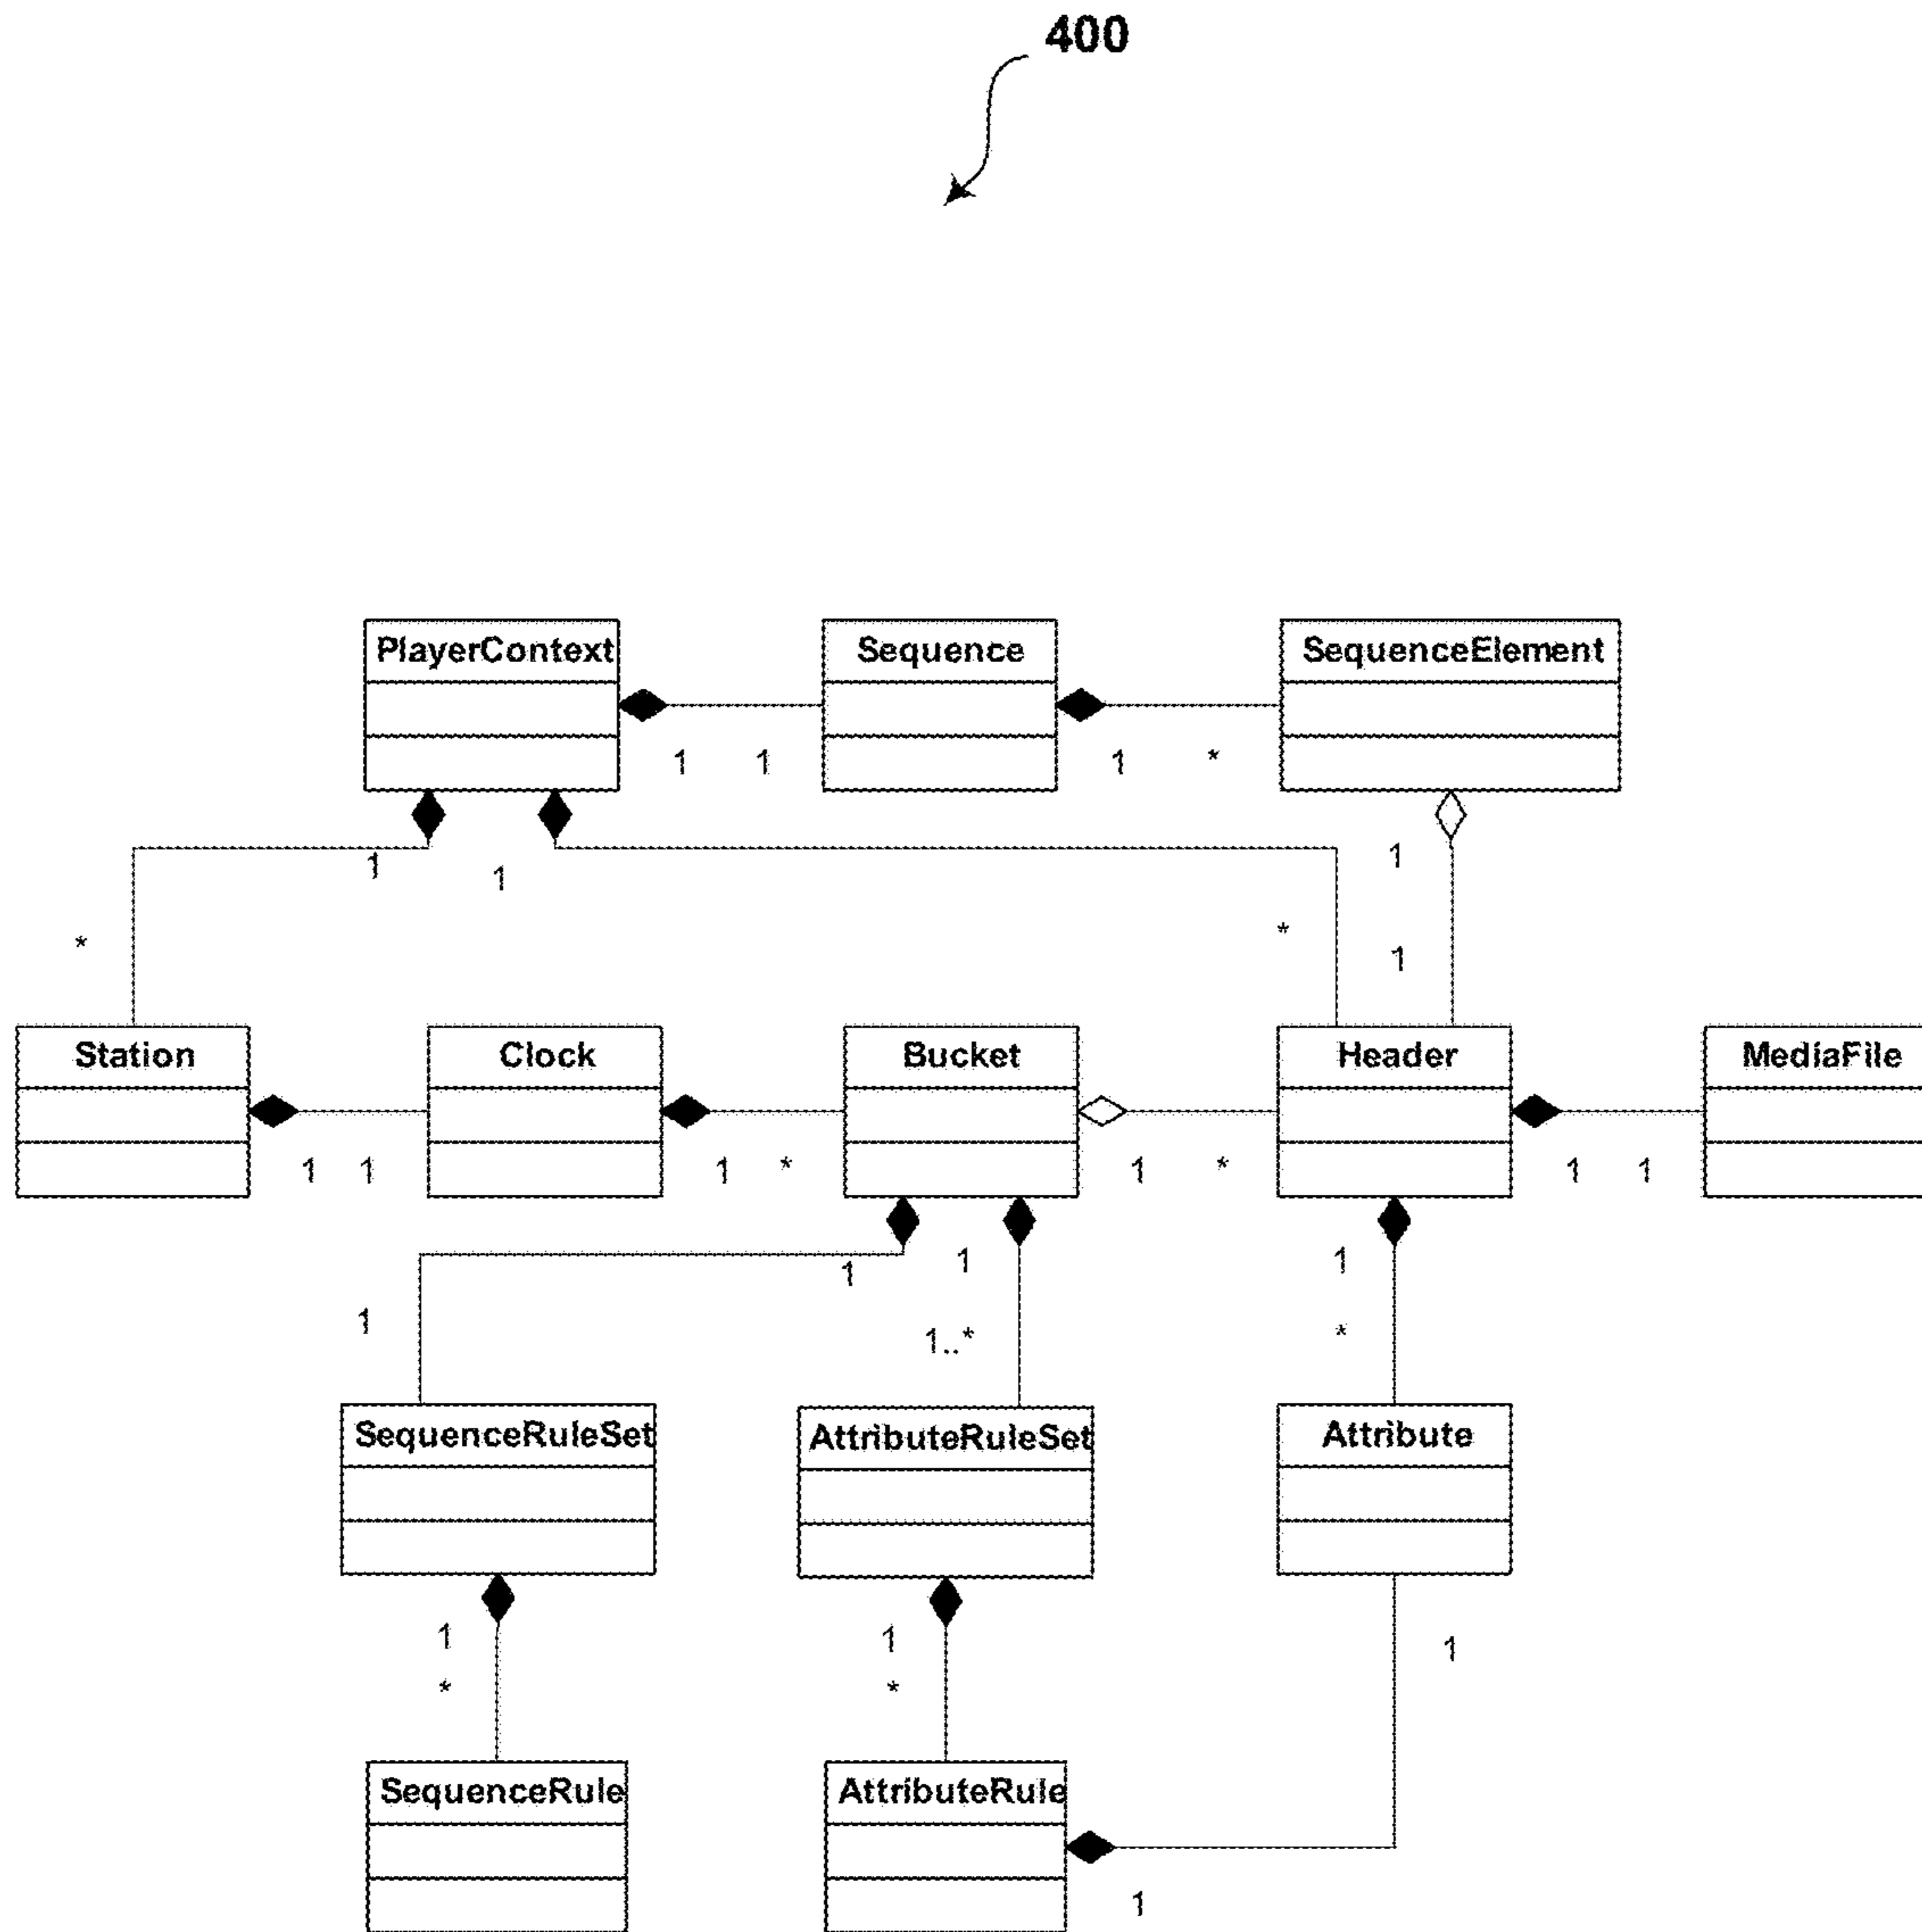 400
PlayerContext
Sequence
SequenceElement
1 1
1 *
1
1
1
*
*
1
Station
Clock
Bucket
Header
MediaFile
1 1
1 *
1 *
1 1
1
1
1
1
1..*
*
SequenceRuleSet
AttributeRuleSet
Attribute
1
1
1
*
*
SequenceRule
AttributeRule
1